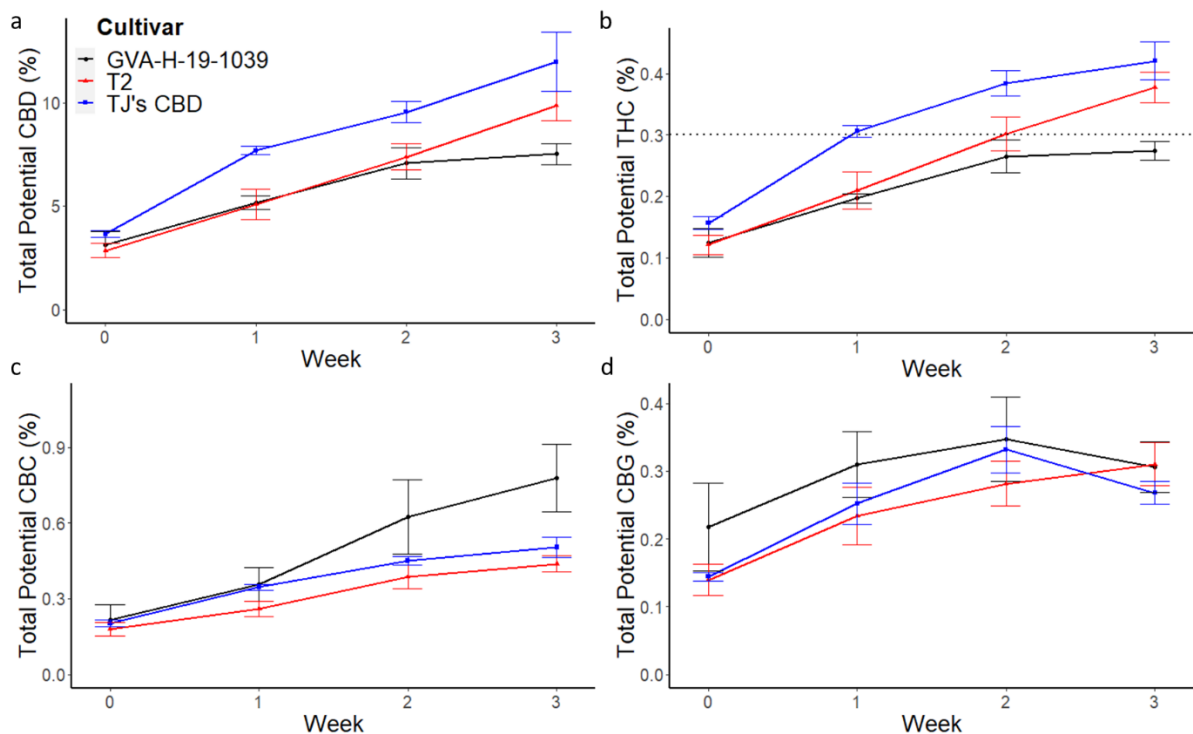 a
Cultivar
GVA-H-19-1039
T2
TJ's CBD
Total Potential CBD (%)
10
5
0
0 1 2 3
Week
b
Total Potential THC (%)
0.4
0.3
0.2
0.1
0.0
0 1 2 3
Week
c
Total Potential CBC (%)
0.9
0.6
0.3
0.0
0 1 2 3
Week
d
Total Potential CBG (%)
0.4
0.3
0.2
0.1
0.0
0 1 2 3
Week